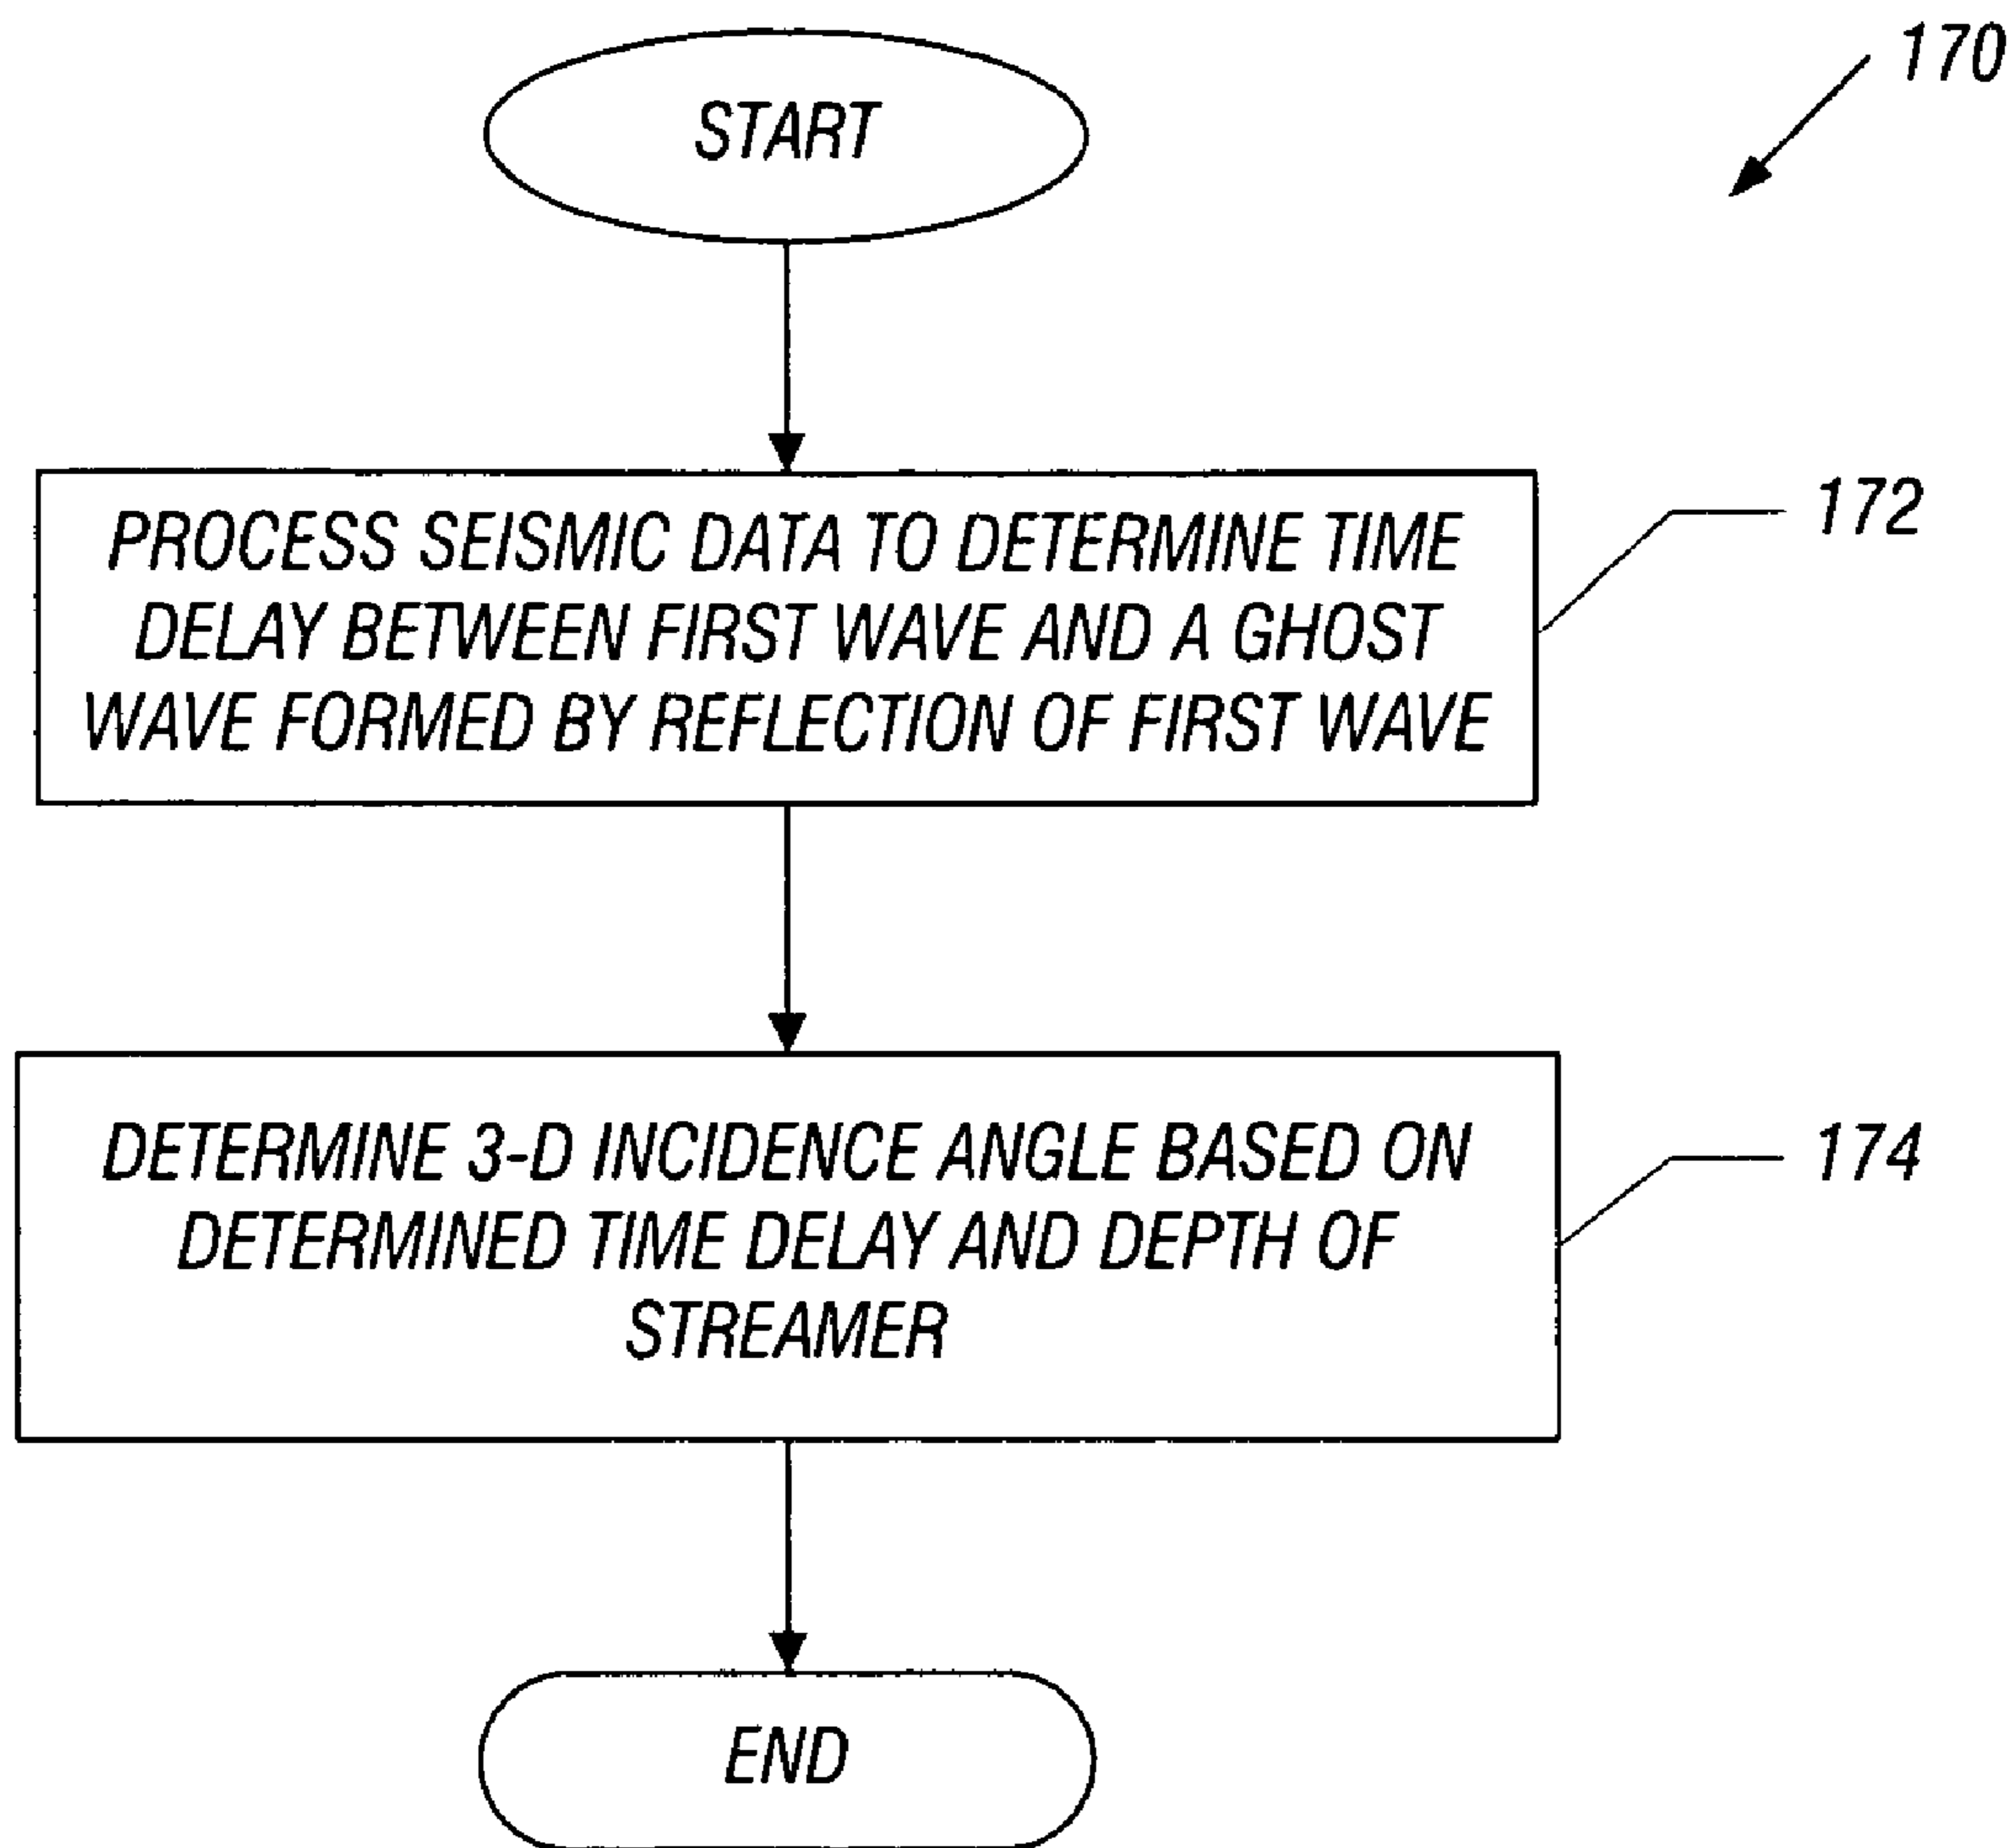 START
170
PROCESS SEISMIC DATA TO DETERMINE TIME
DELAY BETWEEN FIRST WAVE AND A GHOST
WAVE FORMED BY REFLECTION OF FIRST WAVE
172
DETERMINE 3-D INCIDENCE ANGLE BASED ON
DETERMINED TIME DELAY AND DEPTH OF
STREAMER
174
END